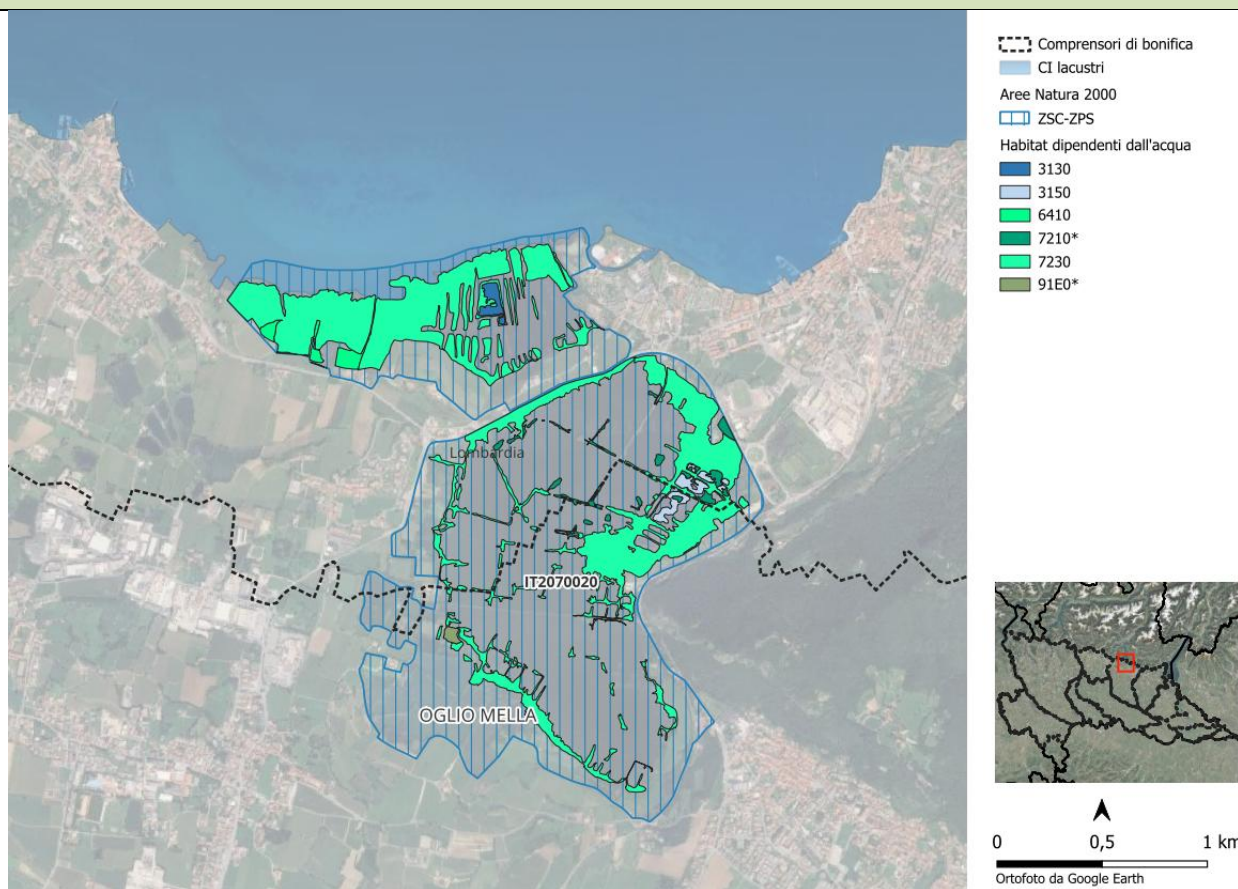 Comprensori di bonifica
CI lacustri
Aree Natura 2000
ZSC-ZPS
Habitat dipendenti dall'acqua
3130
3150
6410
7210*
7230
91E0*
Lombardia
IT2070020
OGLIO MELLA
0 0,5 1 km
Ortofoto da Google Earth